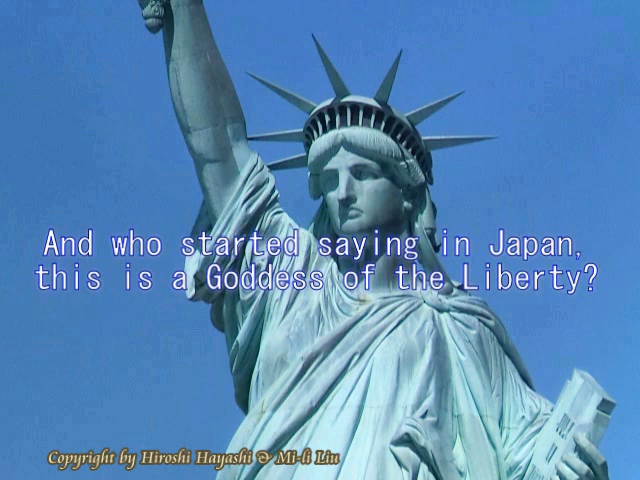 And who started saying in Japan,
this is a Goddess of the Liberty?
Copyright by Hiroshi Hayashi & Mi-li Liu